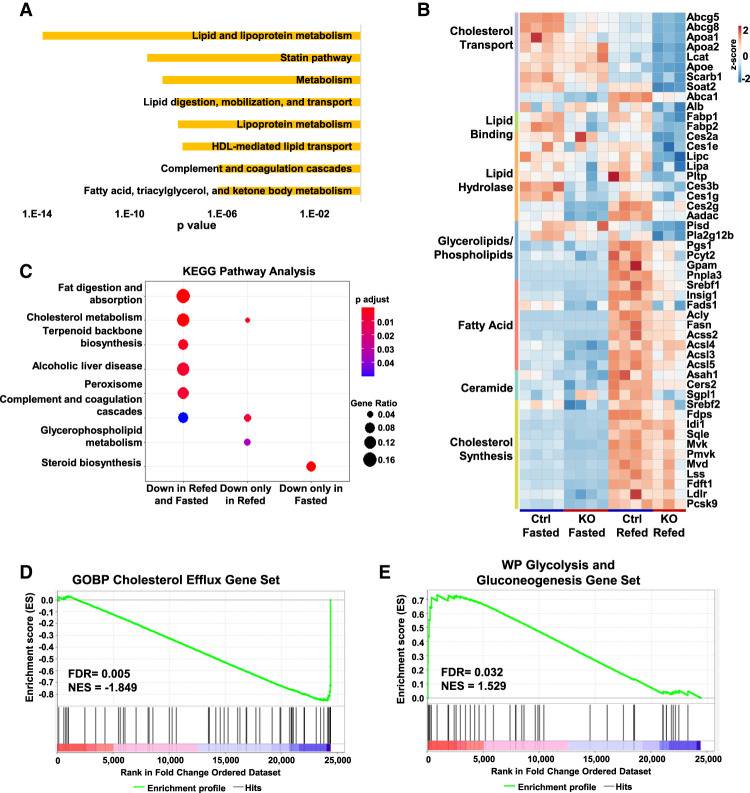 A
Lipid and lipoprotein metabolism
Statin pathway
Metabolism
Lipid digestion, mobilization, and transport
Lipoprotein metabolism
HDL-mediated lipid transport
Complement and coagulation cascades
Fatty acid, triacylglycerol, and ketone body metabolism
1.E-14 1.E-10 1.E-06 1.E-02
p value
B
Cholesterol
Transport
Lipid
Binding
Lipid
Hydrolase
Glycerolipids/
Phospholipids
Fatty Acid
Ceramide
Cholesterol
Synthesis
Abcg5
Abcg8
Apoa1
Apoa2
Lcat
Apoe
Scarb1
Soat2
Abca1
Alb
Fabp1
Fabp2
Ces2a
Ces1e
Lipc
Lipa
Pltp
Ces3b
Ces1g
Ces2g
Aadac
Pisd
Pla2g12b
Pgs1
Pcyt2
Gpam
Pnpla3
Srebf1
Insig1
Fads1
Acly
Fasn
Acss2
Acsl4
Acsl3
Acsl5
Asah1
Cers2
Sgpl1
Srebf2
Fdps
Idi1
Sqle
Mvk
Pmvk
Mvd
Lss
Fdft1
Ldlr
Pcsk9
Ctrl KO Ctrl KO
Fasted Fasted Refed Refed
z-score
2
0
-2
C
KEGG Pathway Analysis
Fat digestion and
absorption
Cholesterol metabolism
Terpenoid backbone
biosynthesis
Alcoholic liver disease
Peroxisome
Complement and coagulation
cascades
Glycerophospholipid
metabolism
Steroid biosynthesis
Down in Refed Down only Down only in
and Fasted in Refed Fasted
p adjust
0.01
0.02
0.03
0.04
Gene Ratio
0.04
0.08
0.12
0.16
D
GOBP Cholesterol Efflux Gene Set
Enrichment score (ES)
0.0
-0.1
-0.2
-0.3
-0.4
-0.5
-0.6
-0.7
-0.8
FDR= 0.005
NES = -1.849
0 5,000 10,000 15,000 20,000 25,000
Rank in Fold Change Ordered Dataset
Enrichment profile Hits
E
WP Glycolysis and
Gluconeogenesis Gene Set
Enrichment score (ES)
0.7
0.6
0.5
0.4
0.3
0.2
0.1
0.0
FDR= 0.032
NES = 1.529
0 5,000 10,000 15,000 20,000 25,000
Rank in Fold Change Ordered Dataset
Enrichment profile Hits